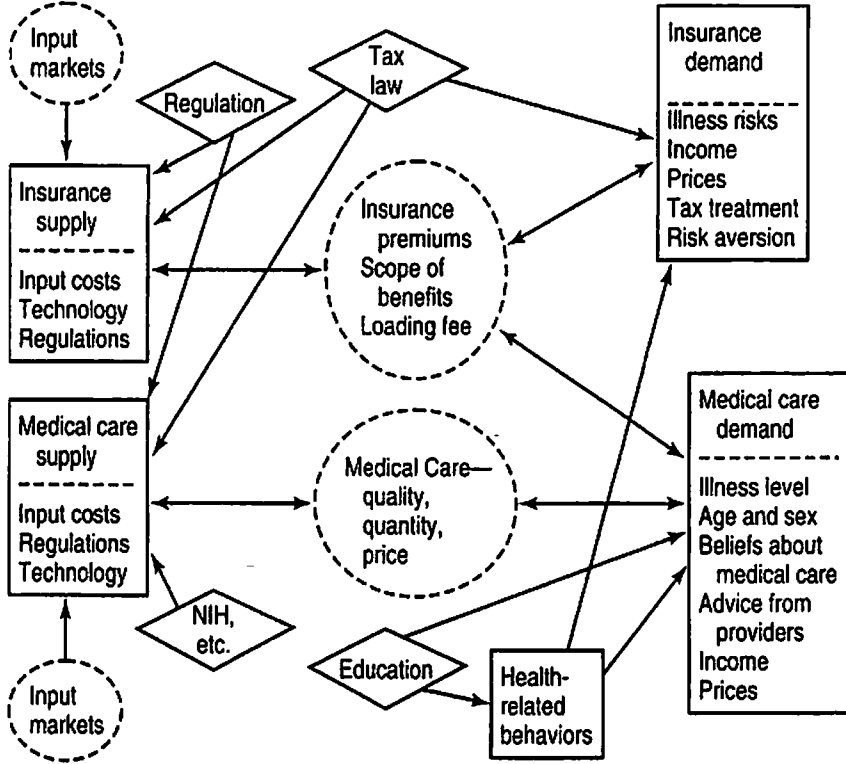 Input
markets
Regulation
Tax
law
Insurance
demand
Illness risks
Income
Prices
Tax treatment
Risk aversion
Insurance
supply
Input costs
Technology
Regulations
Insurance
premiums
Scope of
benefits
Loading fee
Medical care
supply
Input costs
Regulations
Technology
Medical Care—
quality,
quantity,
price
Medical care
demand
Illness level
Age and sex
Beliefs about
medical care
Advice from
providers
Income
Prices
NIH,
etc.
Education
Health-
related
behaviors
Input
markets